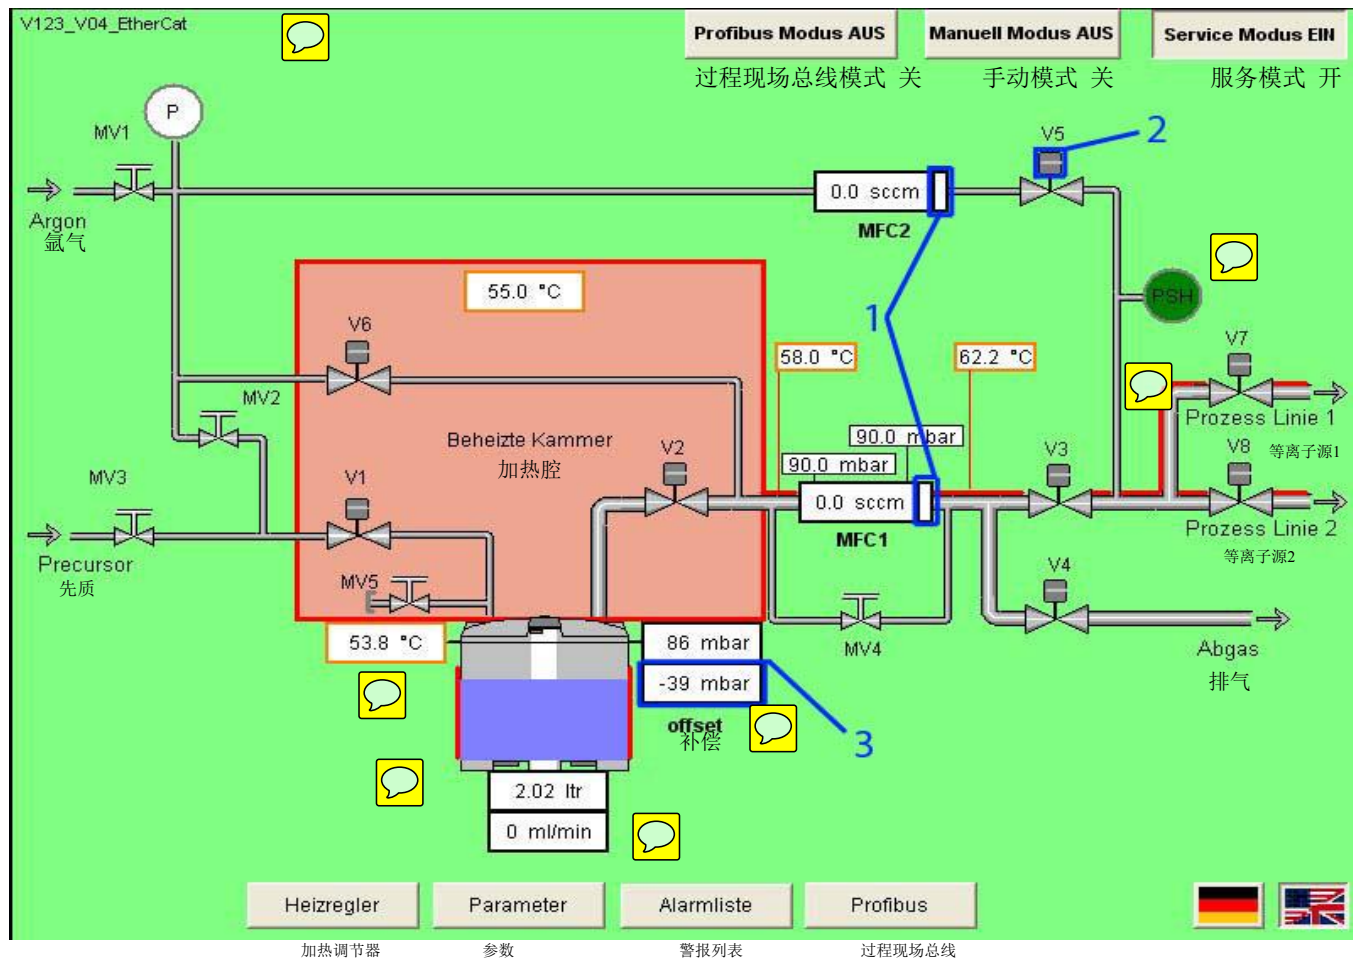 V123_V04_EtherCat
Profibus Modus AUS
Manuell Modus AUS
Service Modus EIN
过程现场总线模式 关
手动模式 关
服务模式 开
P
MV1
V5
2
Argon
氩气
0.0 sccm
MFC2
55.0 °C
PSH
1
V6
58.0 °C
62.2 °C
V7
MV2
Prozess Linie 1
等离子源1
Beheizte Kammer
加热腔
V2
90.0 mbar
90.0 mbar
V3
V8
MV3
V1
0.0 sccm
MFC1
Prozess Linie 2
等离子源2
Precursor
先质
MV5
V4
53.8 °C
86 mbar
MV4
Abgas
排气
-39 mbar
offset
补偿
3
2.02 ltr
0 ml/min
Heizregler
Parameter
Alarmliste
Profibus
加热调节器
参数
警报列表
过程现场总线